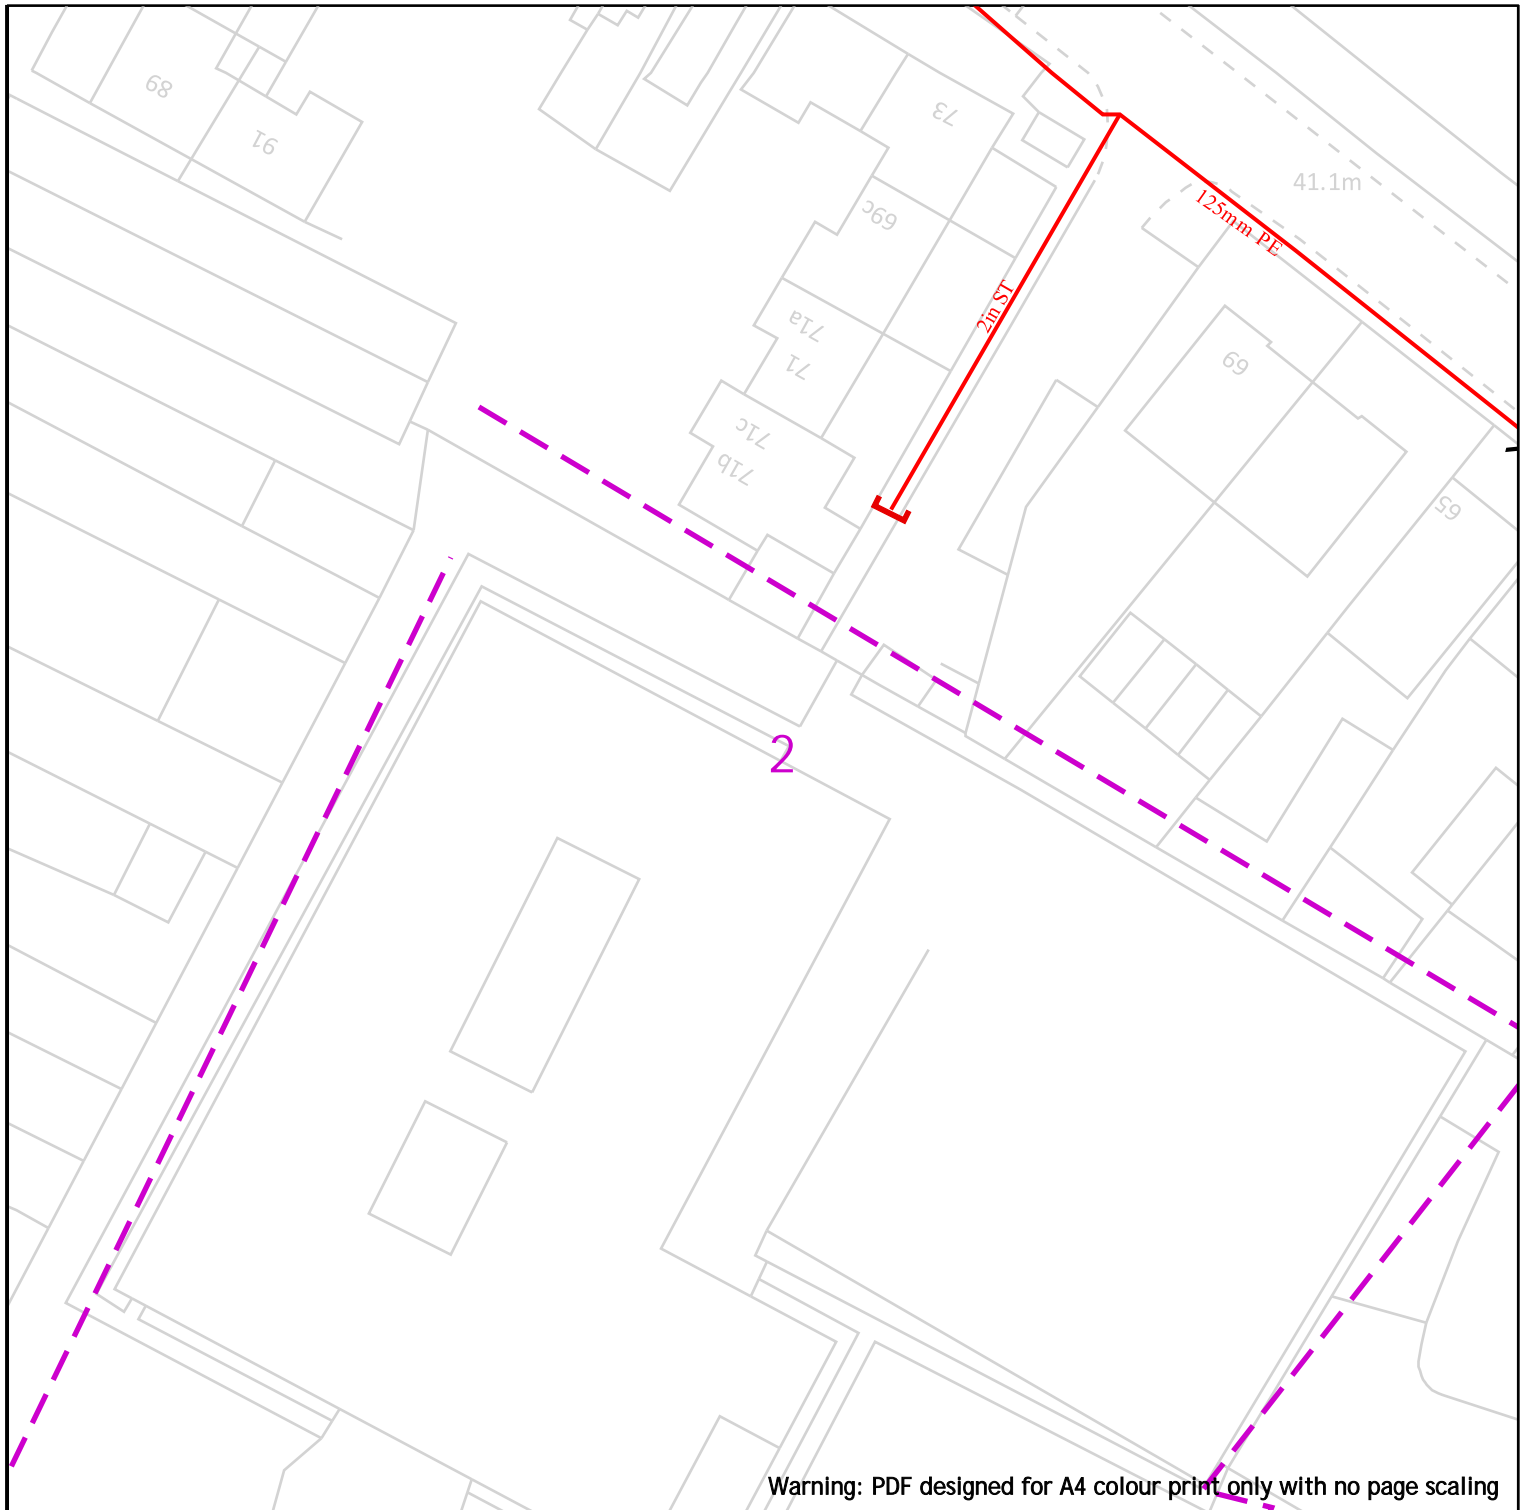 89
91
73
69c
41.1m
125mm PE
2in ST
71a
71
69
71c
71b
65
2
Warning: PDF designed for A4 colour print only with no page scaling